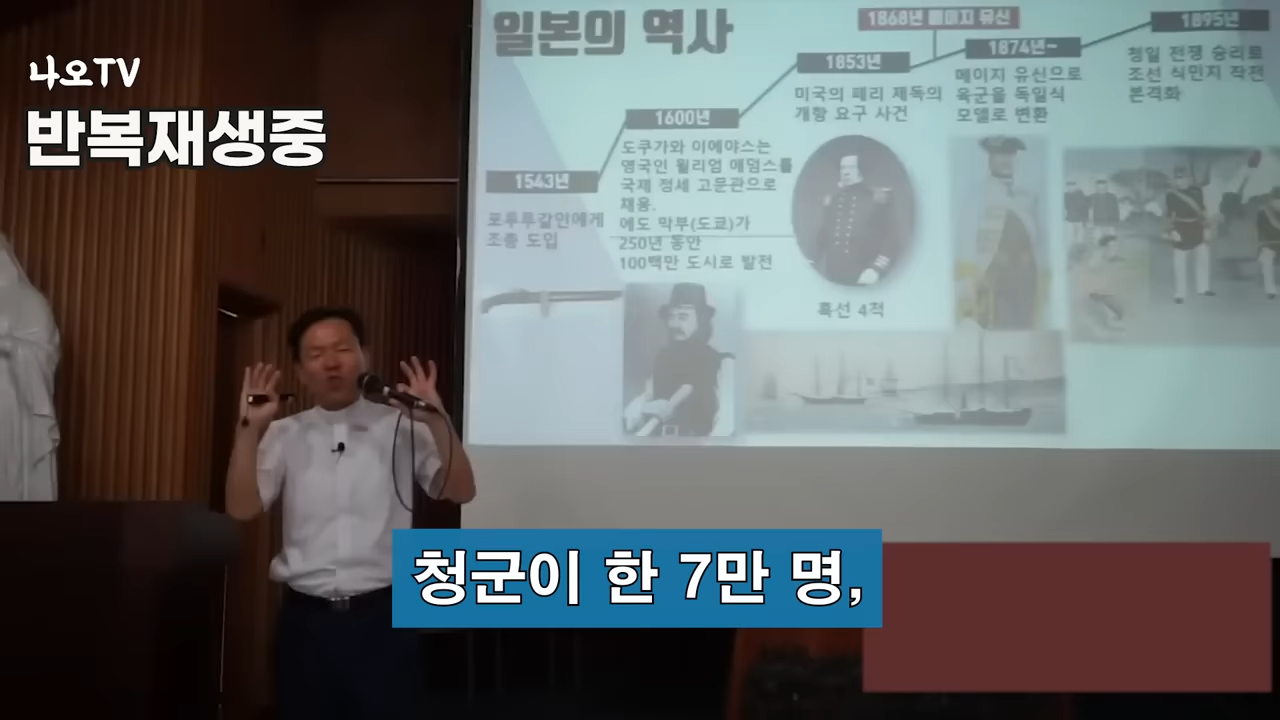 나오TV
반복재생중
일본의 역사
1543년
포루투갈인에게
조총 도입
1600년
도쿠가와 이에야스는
영국인 윌리엄 애덤스를
국제 정세 고문관으로
채용.
에도 막부(도쿄)가
250년 동안
100백만 도시로 발전
1853년
미국의 페리 제독의
개항 요구 사건
흑선 4척
1868년 메이지 유신
1874년~
메이지 유신으로
육군을 독일식
모델로 변환
1895년
청일 전쟁 승리로
조선 식민지 작전
본격화
청군이 한 7만 명,